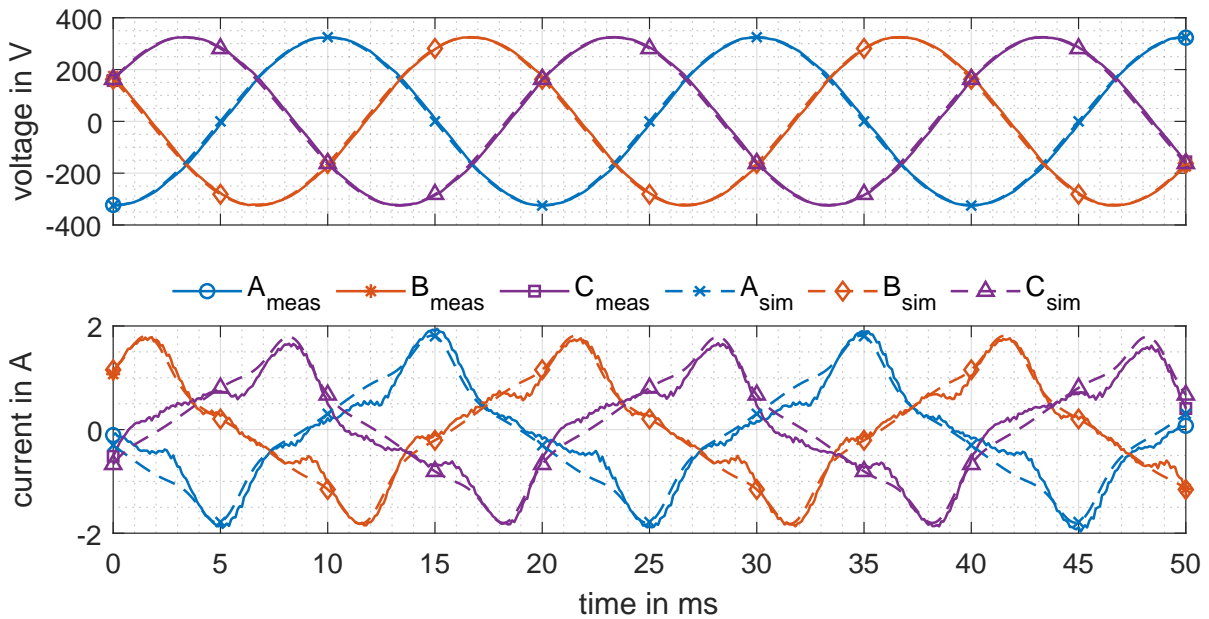 voltage in V
400
200
0
-200
-400
A_meas B_meas C_meas A_sim B_sim C_sim
current in A
2
0
-2
0 5 10 15 20 25 30 35 40 45 50
time in ms